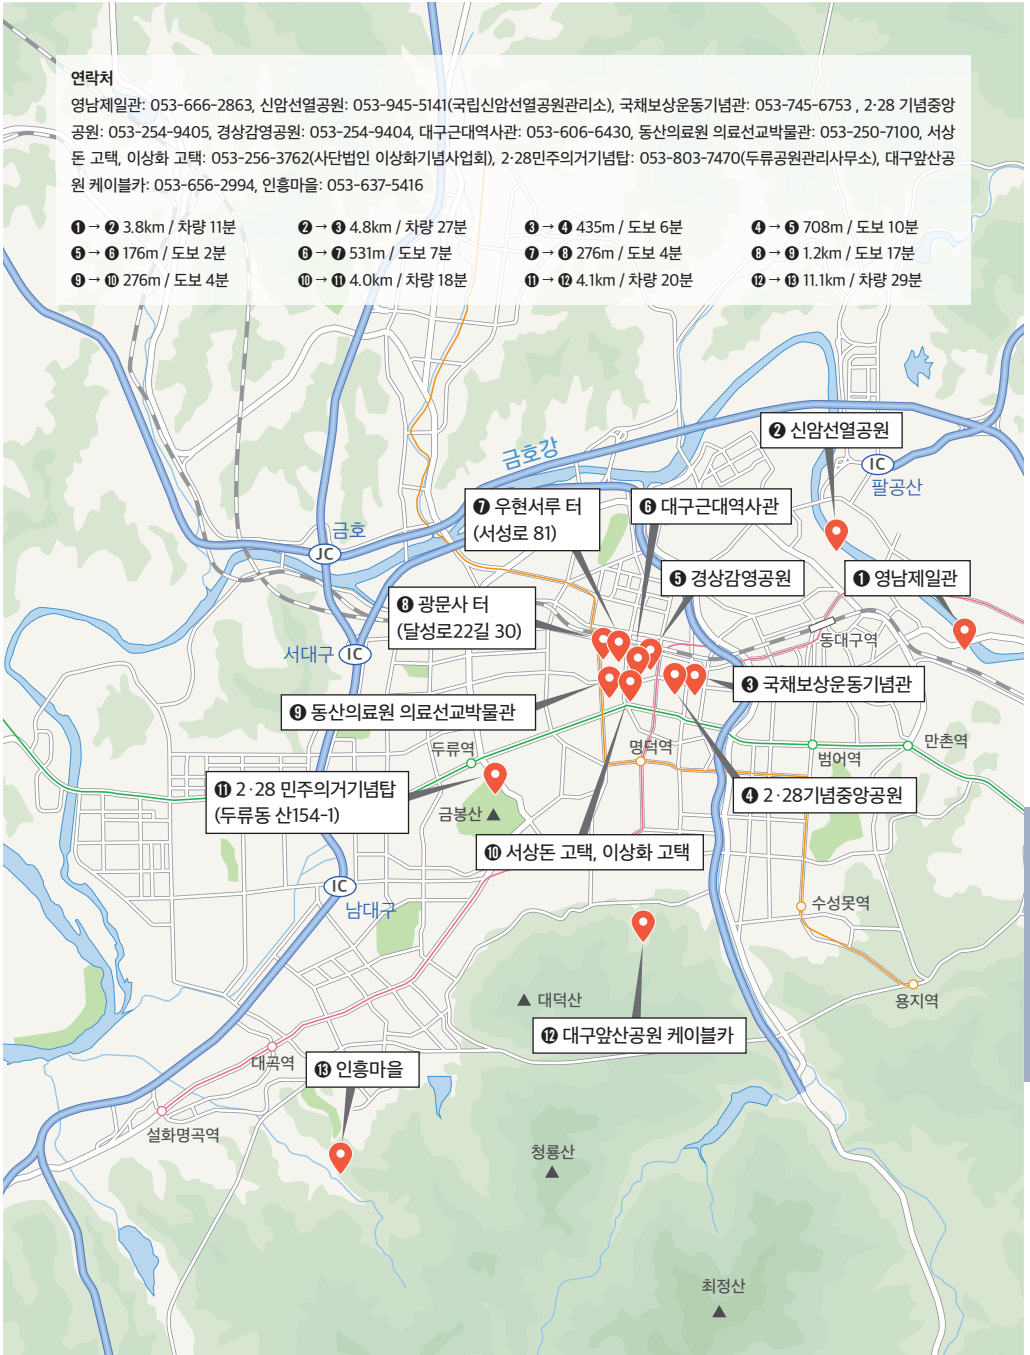 연락처
영남제일관: 053-666-2863, 신암선열공원: 053-945-5141(국립신암선열공원관리소), 국채보상운동기념관: 053-745-6753 , 2·28 기념중앙
공원: 053-254-9405, 경상감영공원: 053-254-9404, 대구근대역사관: 053-606-6430, 동산의료원 의료선교박물관: 053-250-7100, 서상
돈 고택, 이상화 고택: 053-256-3762(사단법인 이상화기념사업회), 2·28민주의거기념탑: 053-803-7470(두류공원관리사무소), 대구앞산공
원 케이블카: 053-656-2994, 인흥마을: 053-637-5416
❶ → ❷ 3.8km / 차량 11분 ❷ → ❸ 4.8km / 차량 27분 ❸ → ❹ 435m / 도보 6분 ❹ → ❺ 708m / 도보 10분
❺ → ❻ 176m / 도보 2분 ❻ → ❼ 531m / 도보 7분 ❼ → ❽ 276m / 도보 4분 ❽ → ❾ 1.2km / 도보 17분
❾ → ❿ 276m / 도보 4분 ❿ → ⓫ 4.0km / 차량 18분 ⓫ → ⓬ 4.1km / 차량 20분 ⓬ → ⓭ 11.1km / 차량 29분
❷ 신암선열공원
금호강
IC
팔공산
❼ 우현서루 터
(서성로 81)
❻ 대구근대역사관
금호
JC
❺ 경상감영공원
❶ 영남제일관
❽ 광문사 터
(달성로22길 30)
동대구역
서대구
IC
❸ 국채보상운동기념관
❾ 동산의료원 의료선교박물관
두류역
명덕역
만촌역
범어역
⓫ 2·28 민주의거기념탑
(두류동 산154-1)
❹ 2·28기념중앙공원
금봉산
❿ 서상돈 고택, 이상화 고택
IC
남대구
수성못역
대덕산
용지역
⓬ 대구앞산공원 케이블카
대곡역
⓭ 인흥마을
설화명곡역
청룡산
최정산